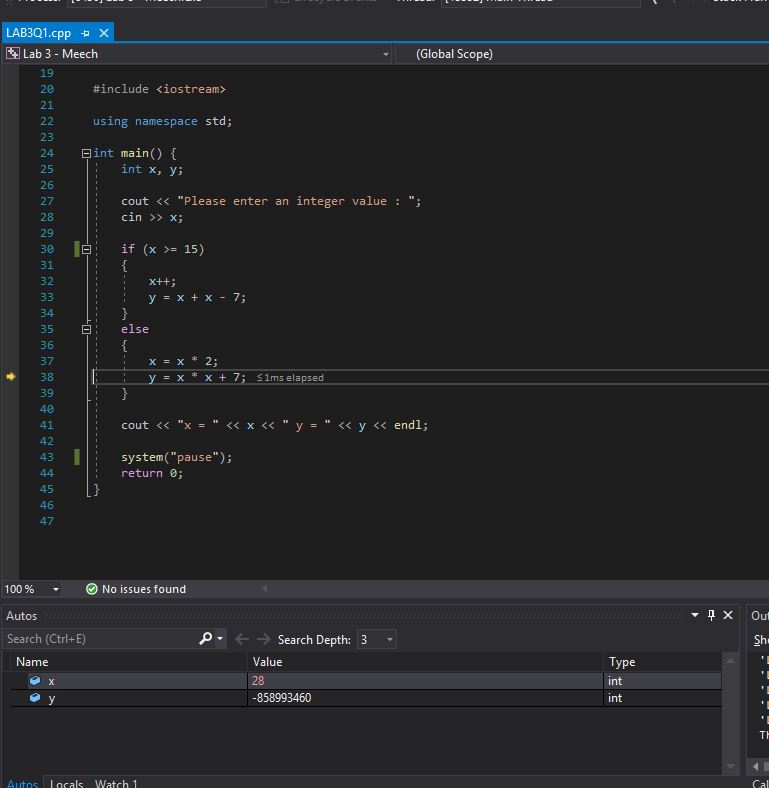 LAB3Q1.cpp
Lab 3 - Meech (Global Scope)
19
20 #include <iostream>
21
22 using namespace std;
23
24 int main() {
25 int x, y;
26
27 cout << "Please enter an integer value : ";
28 cin >> x;
29
30 if (x >= 15)
31 {
32 x++;
33 y = x + x - 7;
34 }
35 else
36 {
37 x = x * 2;
38 y = x * x + 7; ≤1ms elapsed
39 }
40
41 cout << "x = " << x << " y = " << y << endl;
42
43 system("pause");
44 return 0;
45 }
46
47
100 % No issues found
Autos
Search (Ctrl+E) Search Depth: 3
Name Value Type
x 28 int
y -858993460 int
Autos Locals Watch 1